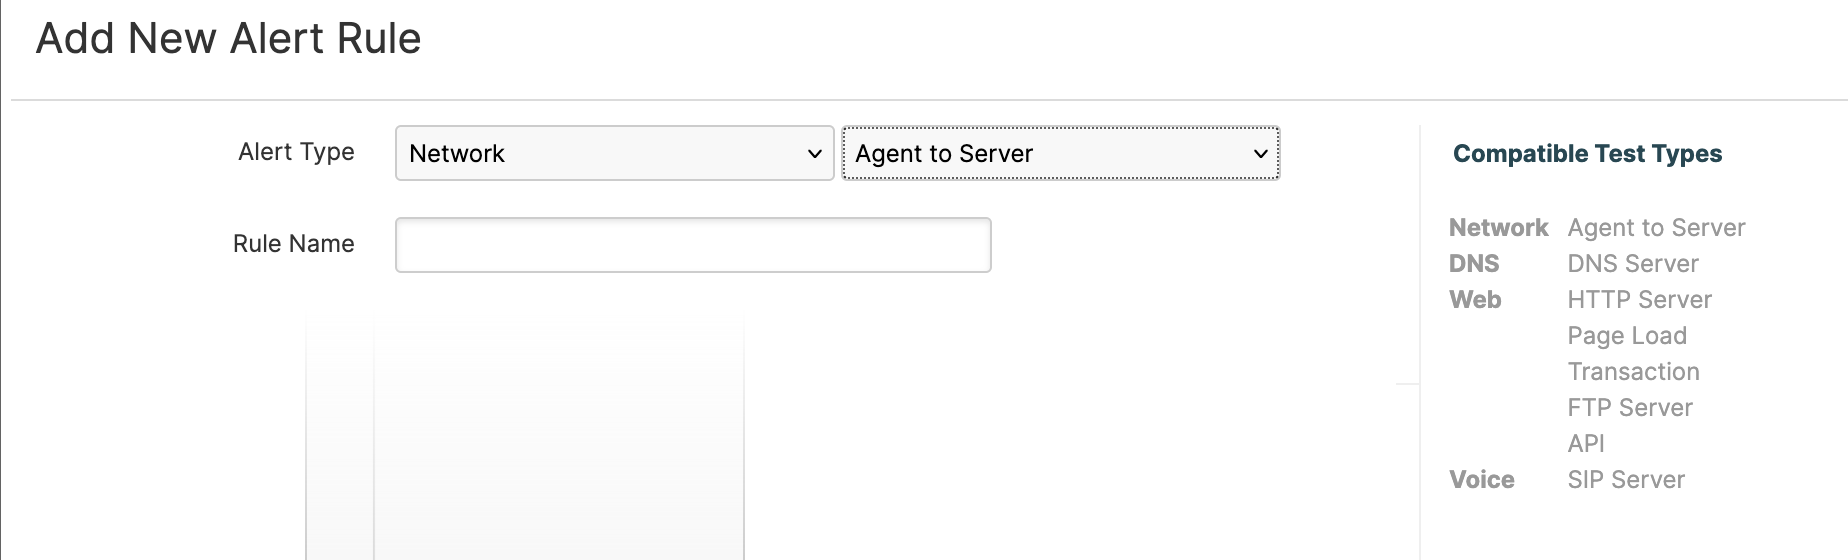 Add New Alert Rule
Alert Type Network Agent to Server
Rule Name
Compatible Test Types
Network Agent to Server
DNS DNS Server
Web HTTP Server
Page Load
Transaction
FTP Server
API
Voice SIP Server